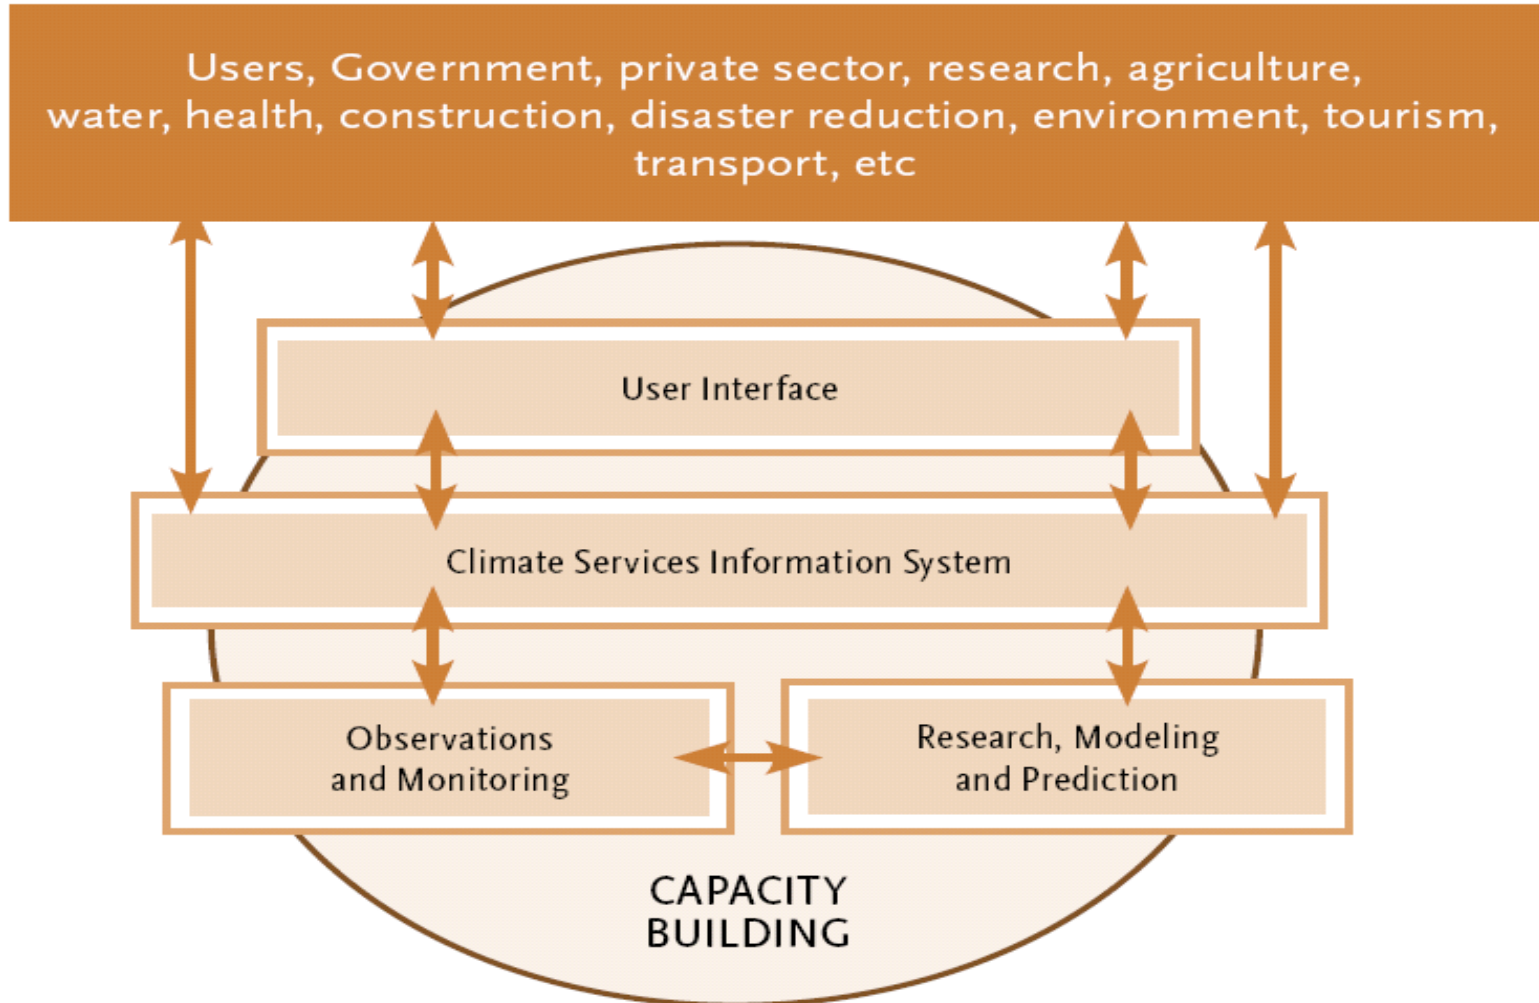 Users, Government, private sector, research, agriculture,
water, health, construction, disaster reduction, environment, tourism,
transport, etc
User Interface
Climate Services Information System
Observations
and Monitoring
Research, Modeling
and Prediction
CAPACITY
BUILDING